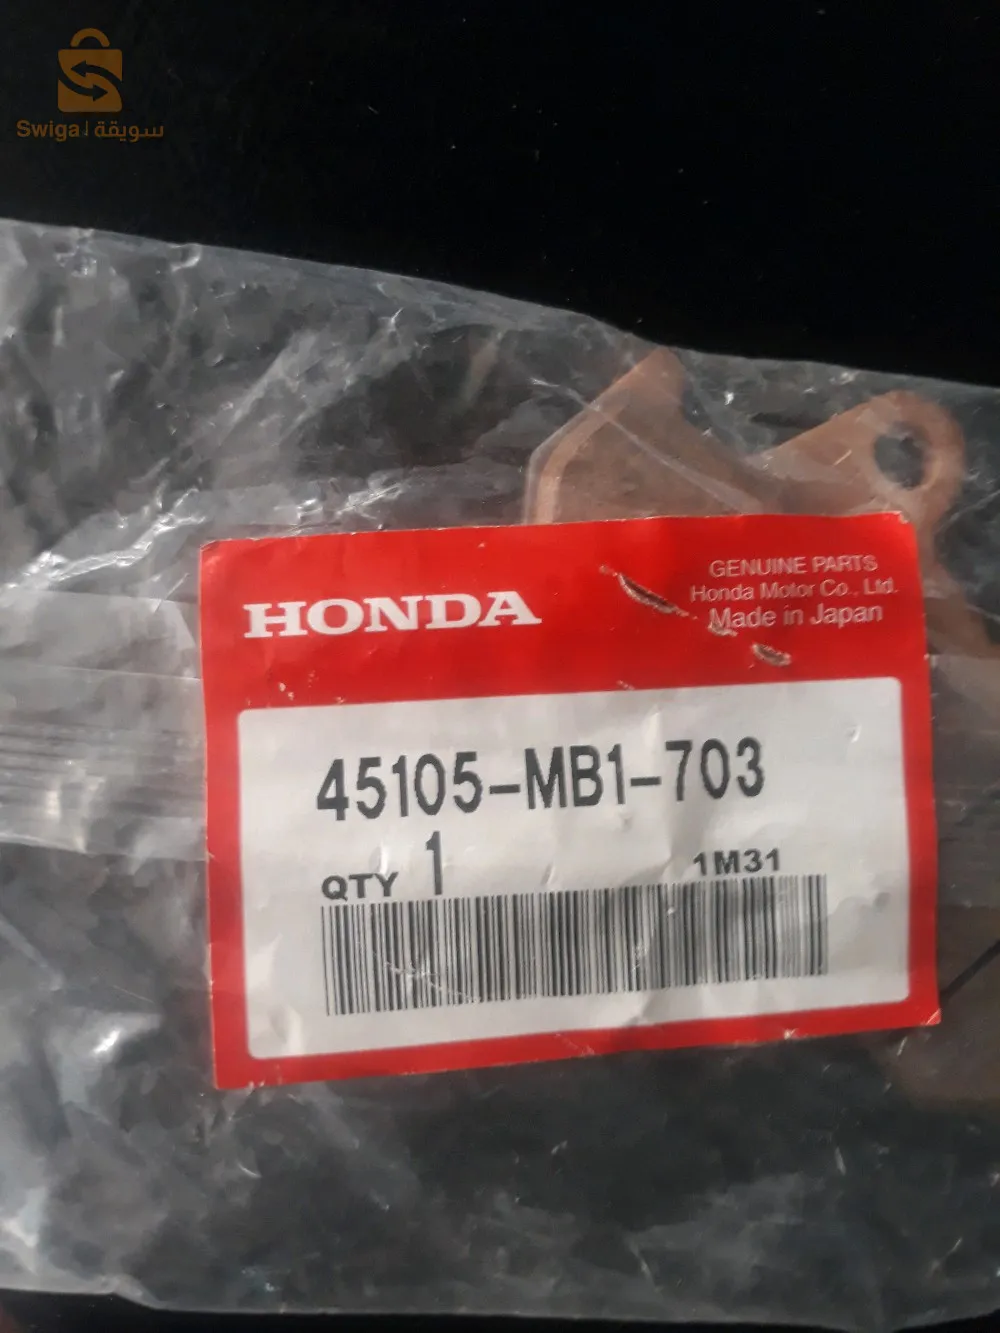 Swiga | سويقة
HONDA
GENUINE PARTS
Honda Motor Co., Ltd.
Made in Japan
45105-MB1-703
QTY 1
1M31